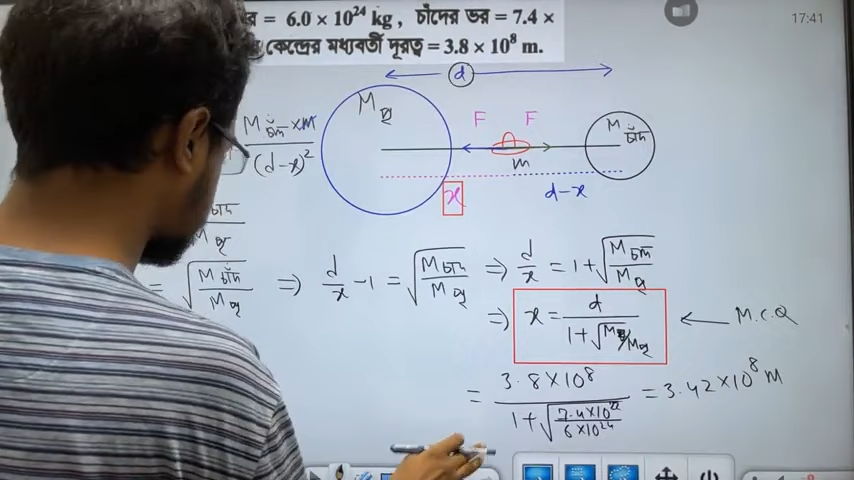 = 6.0 × 10²⁴ kg , চাঁদের ভর = 7.4 ×
কেন্দ্রের মধ্যবর্তী দূরত্ব = 3.8 × 10⁸ m.
17:41
d
M পৃ
F F
M চাঁদ
m
x
d-x
M চাঁদ × m
(d-x)²
চাঁদ
M পৃ
= √(M চাঁদ / M পৃ) ⇒ d/x - 1 = √(M চাঁদ / M পৃ) ⇒ d/x = 1 + √(M চাঁদ / M পৃ)
⇒ x = d / (1 + √(M / M পৃ)) ← M.C.Q
= 3.8 × 10⁸ / (1 + √(7.4 × 10²² / 6 × 10²⁴)) = 3.42 × 10⁸ m